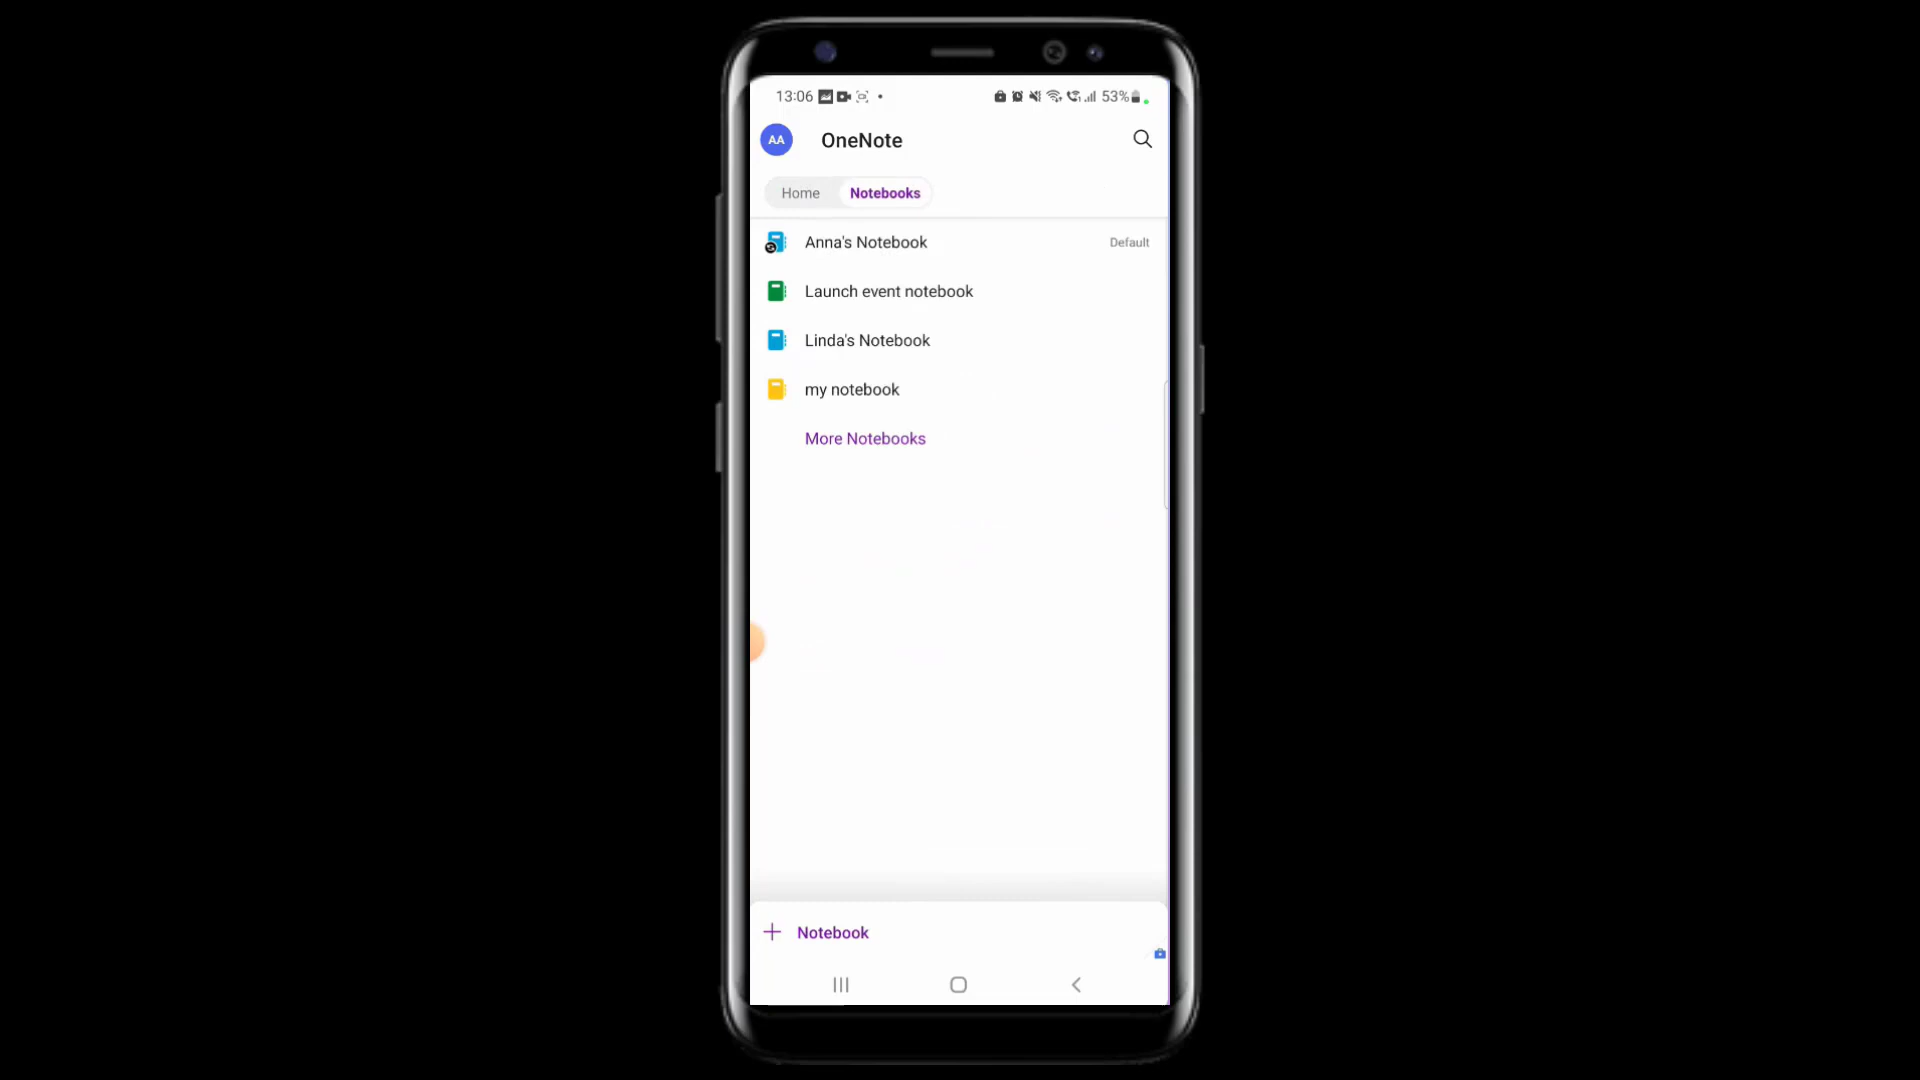 13:06 53%
AA OneNote
Home Notebooks
Anna's Notebook Default
Launch event notebook
Linda's Notebook
my notebook
More Notebooks
Notebook